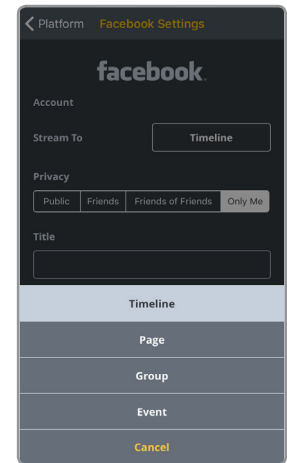 Platform Facebook Settings
facebook.
Account
Stream To Timeline
Privacy
Public Friends Friends of Friends Only Me
Title
Timeline
Page
Group
Event
Cancel